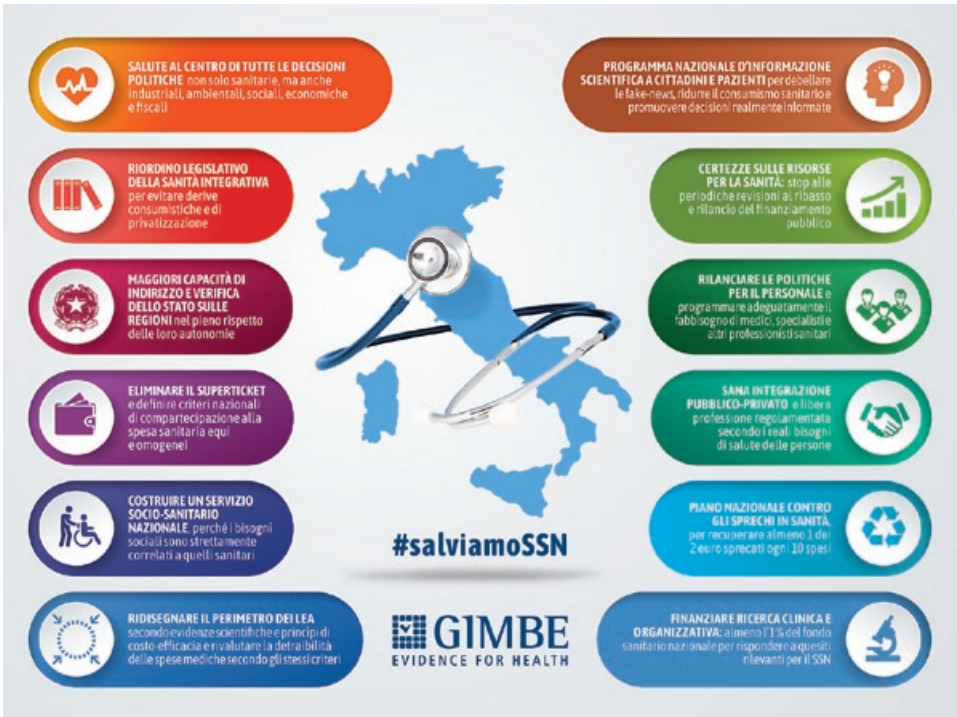 SALUTE AL CENTRO DI TUTTE LE DECISIONI
POLITICHE non solo sanitarie, ma anche
industriali, ambientali, sociali, economiche
e fiscali
RIORDINO LEGISLATIVO
DELLA SANITÀ INTEGRATIVA
per evitare derive
consumistiche e di
privatizzazione
MAGGIORI CAPACITÀ DI
INDIRIZZO E VERIFICA
DELLO STATO SULLE
REGIONI nel pieno rispetto
delle loro autonomie
ELIMINARE IL SUPERTICKET
e definire criteri nazionali
di compartecipazione alla
spesa sanitaria equi
e omogenei
COSTRUIRE UN SERVIZIO
SOCIO-SANITARIO
NAZIONALE, perché i bisogni
sociali sono strettamente
correlati a quelli sanitari
RIDISEGNARE IL PERIMETRO DEI LEA
secondo evidenze scientifiche e principi di
costo-efficacia e rivalutare la detraibilità
delle spese mediche secondo gli stessi criteri
PROGRAMMA NAZIONALE D'INFORMAZIONE
SCIENTIFICA A CITTADINI E PAZIENTI per debellare
le fake-news, ridurre il consumismo sanitario e
promuovere decisioni realmente informate
CERTEZZE SULLE RISORSE
PER LA SANITÀ: stop alle
periodiche revisioni al ribasso
e rilancio del finanziamento
pubblico
RILANCIARE LE POLITICHE
PER IL PERSONALE e
programmare adeguatamente il
fabbisogno di medici, specialisti e
altri professionisti sanitari
SANA INTEGRAZIONE
PUBBLICO-PRIVATO e libera
professione regolamentata
secondo i reali bisogni
di salute delle persone
PIANO NAZIONALE CONTRO
GLI SPRECHI IN SANITÀ,
per recuperare almeno 1 dei
2 euro sprecati ogni 10 spesi
FINANZIARE RICERCA CLINICA E
ORGANIZZATIVA: almeno l'1% del fondo
sanitario nazionale per rispondere a quesiti
rilevanti per il SSN
#salviamoSSN
GIMBE
EVIDENCE FOR HEALTH